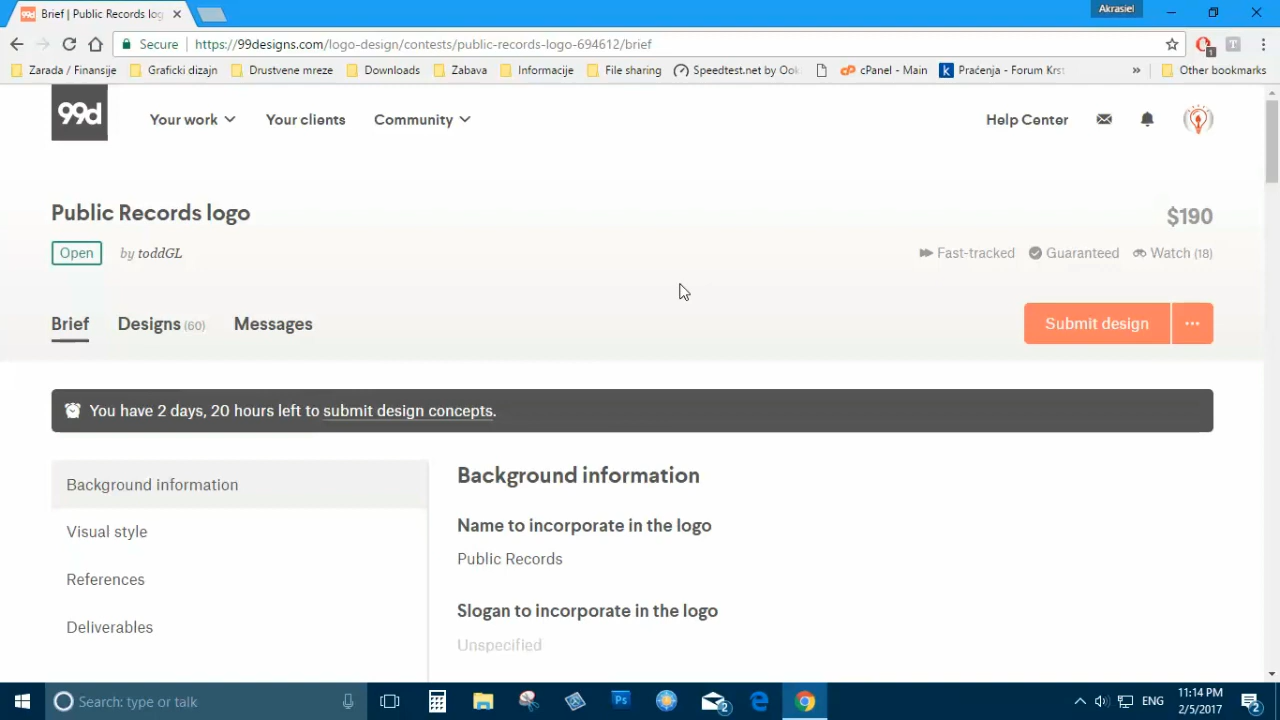 Brief | Public Records log
Akrasiel
Secure
https://99designs.com/logo-design/contests/public-records-logo-694612/brief
1
T
Zarada / Finansije
Graficki dizajn
Drustvene mreze
Downloads
Zabava
Informacije
File sharing
Speedtest.net by Ook
cPanel - Main
Praćenja - Forum Krst
»
Other bookmarks
99d
Your work
Your clients
Community
Help Center
Public Records logo
$190
Open
by toddGL
Fast-tracked
Guaranteed
Watch (18)
Brief
Designs (60)
Messages
Submit design
You have 2 days, 20 hours left to submit design concepts.
Background information
Visual style
References
Deliverables
Background information
Name to incorporate in the logo
Public Records
Slogan to incorporate in the logo
Unspecified
Search: type or talk
Ps
2
ENG
11:14 PM
2/5/2017
2